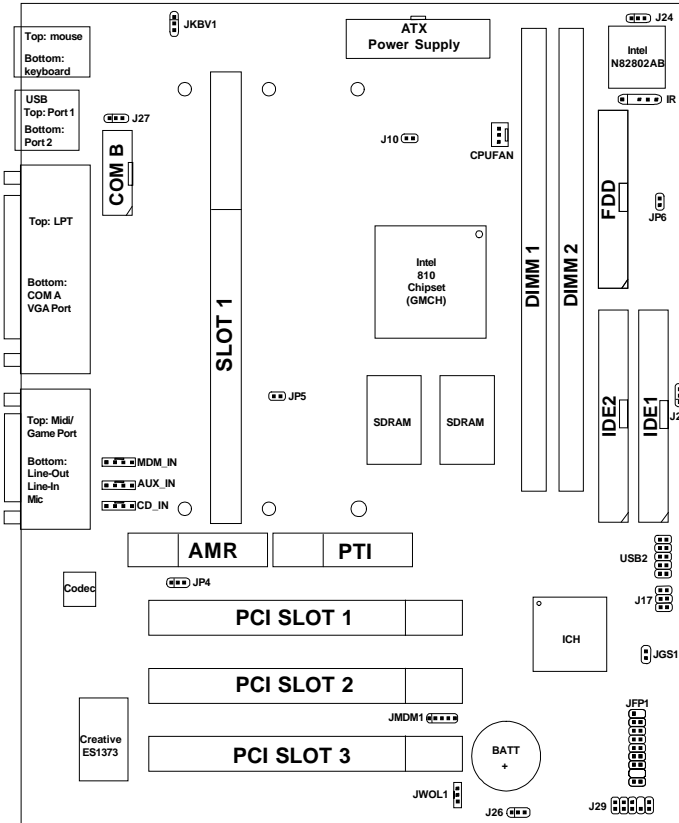 JKBV1
ATX
Power Supply
J24
Top: mouse
Bottom:
keyboard
Intel
N82802AB
IR
USB
Top: Port 1
Bottom:
Port 2
J27
COM B
J10
CPUFAN
FDD
JP6
Top: LPT
Bottom:
COM A
VGA Port
Intel
810
Chipset
(GMCH)
DIMM 1
DIMM 2
SLOT 1
JP5
SDRAM
SDRAM
IDE2
IDE1
J2
Top: Midi/
Game Port
Bottom:
Line-Out
Line-In
Mic
MDM_IN
AUX_IN
CD_IN
AMR
PTI
USB2
Codec
JP4
J17
PCI SLOT 1
ICH
JGS1
PCI SLOT 2
JFP1
JMDM1
Creative
ES1373
PCI SLOT 3
BATT
+
JWOL1
J26
J29